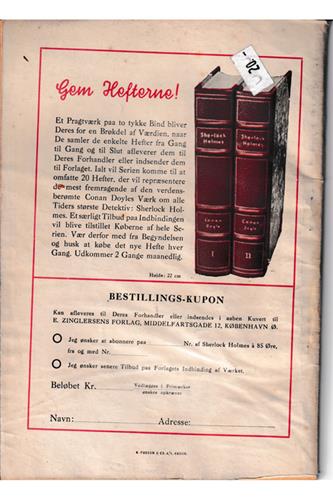 20.-
Gem Hefterne!
Et Pragtværk paa to tykke Bind bliver
Deres for en Brøkdel af Værdien, naar
De samler de enkelte Hefter fra Gang
til Gang og til Slut afleverer dem til
Deres Forhandler eller indsender dem
til Forlaget. Ialt vil Serien komme til at
omfatte 20 Hefter, der vil repræsentere
de mest fremragende af den verdens-
berømte Conan Doyles Værk om alle
Tiders største Detektiv: Sherlock Hol-
mes. Et særligt Tilbud paa Indbindingen
vil blive tilstillet Køberne af hele Se-
rien. Vær derfor med fra Begyndelsen
og husk at købe det nye Hefte hver
Gang. Udkommer 2 Gange maanedlig.
Sherlock
Holmes
Conan
Doyle
I
Sherlock
Holmes
Conan
Doyle
II
Højde: 22 cm
BESTILLINGS-KUPON
Kan afleveres til Deres Forhandler eller indsendes i aaben Kuvert til
E. ZINGLERSENS FORLAG, MIDDELFARTSGADE 12, KØBENHAVN Ø.
Jeg ønsker at abonnere paa Nr. af Sherlock Holmes à 85 Øre,
fra og med Nr.
Jeg ønsker senere Tilbud paa Forlagets Indbinding af Værket.
Beløbet Kr. Vedlægges i Frimærker
ønskes opkrævet
Navn: Adresse: